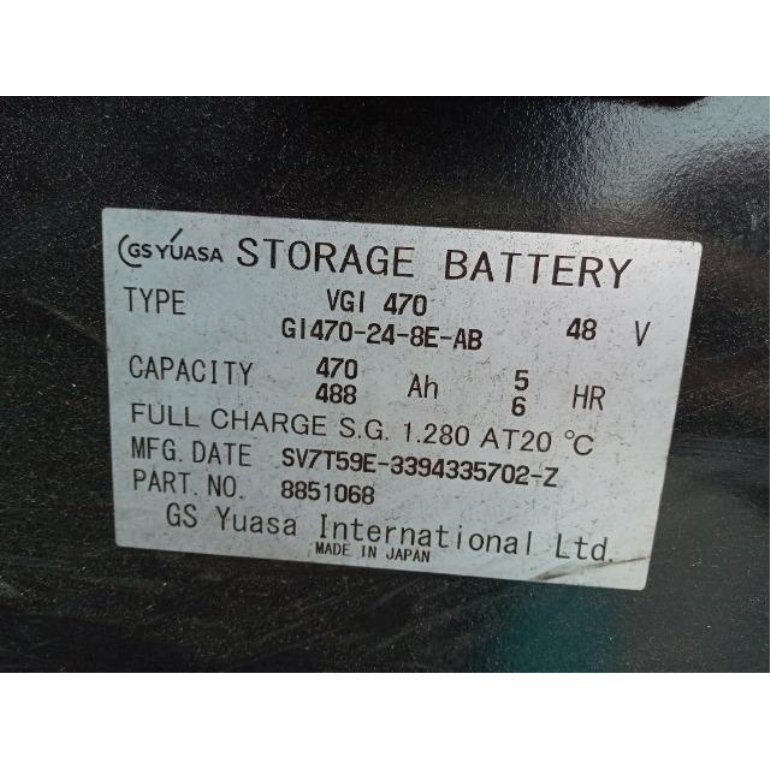 GS YUASA STORAGE BATTERY
TYPE VGI 470
GI470-24-8E-AB 48 V
CAPACITY 470 Ah 5 HR
488 6
FULL CHARGE S.G. 1.280 AT20 °C
MFG. DATE SV7T59E-3394335702-Z
PART. NO. 8851068
GS Yuasa International Ltd.
MADE IN JAPAN